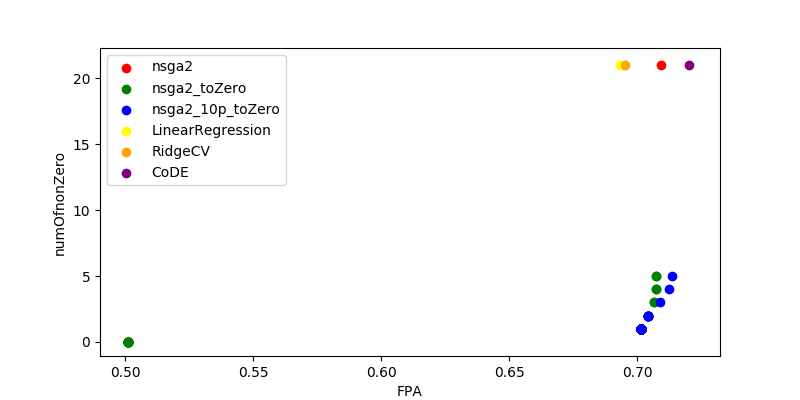 nsga2
nsga2_toZero
nsga2_10p_toZero
LinearRegression
RidgeCV
CoDE
numOfnonZero
20
15
10
5
0
0.50 0.55 0.60 0.65 0.70
FPA